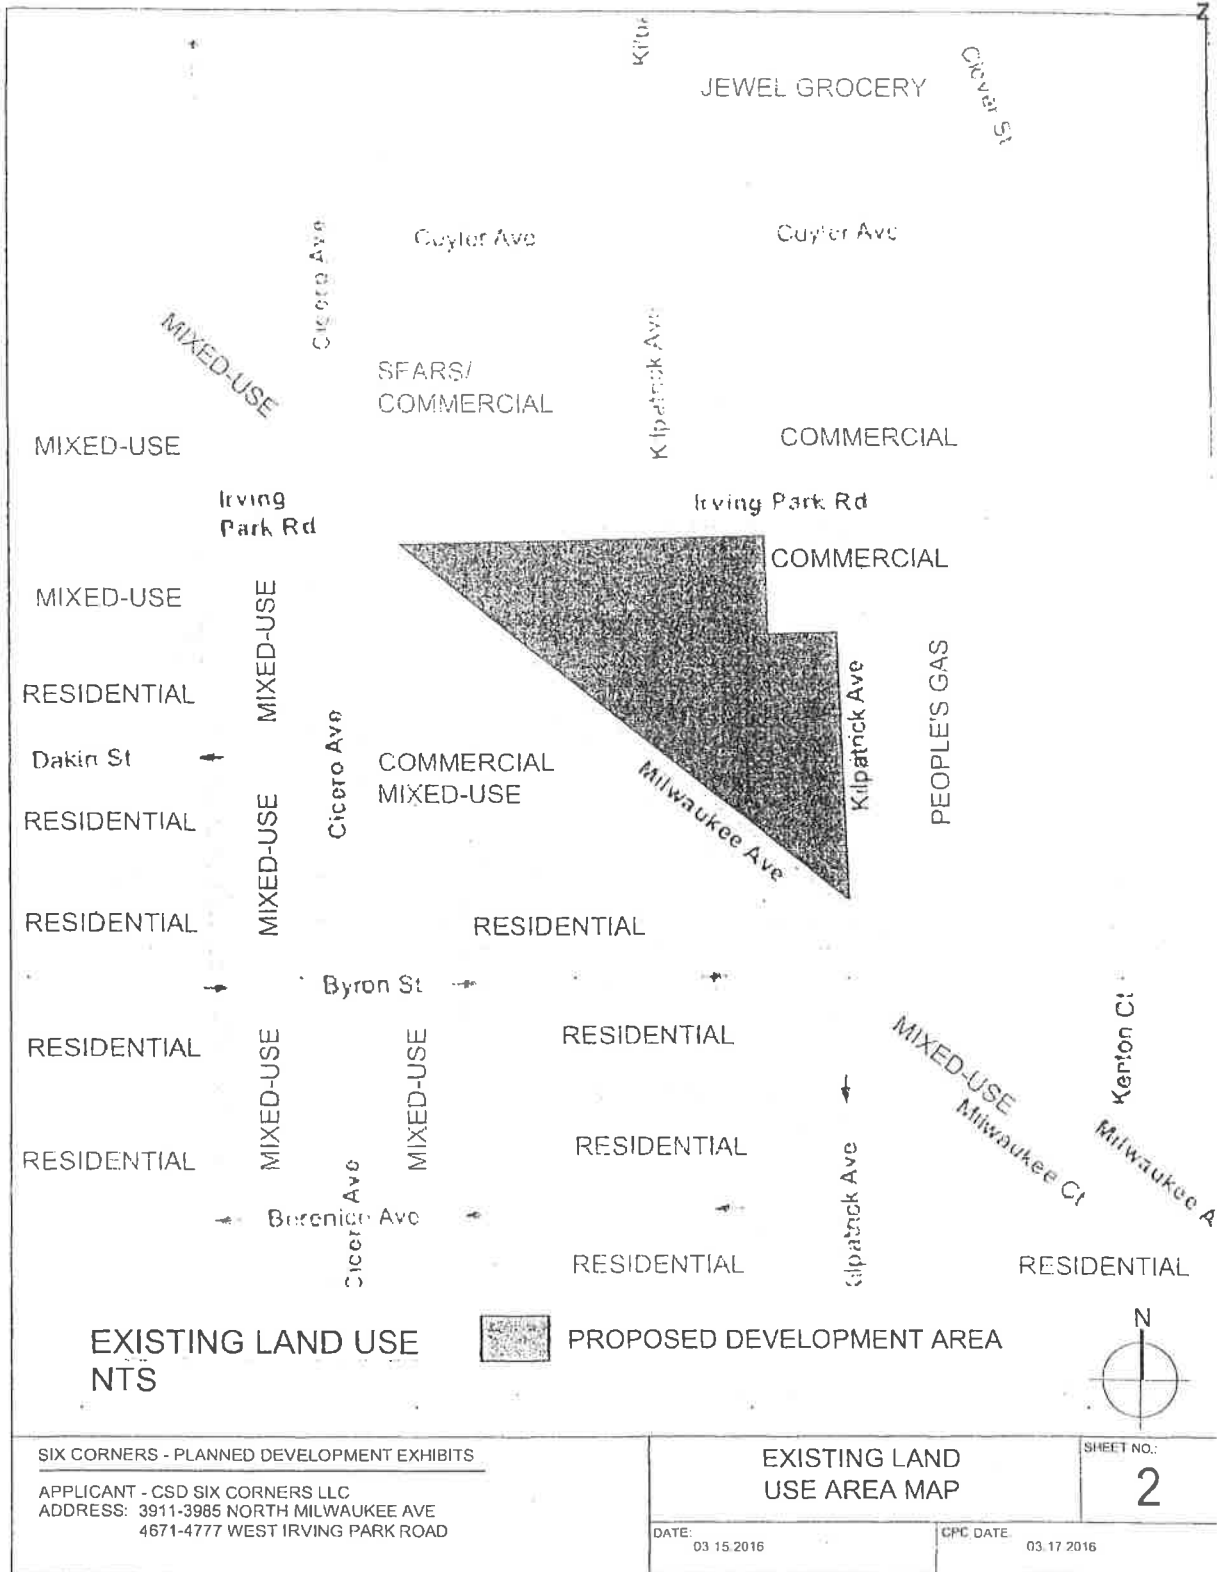 Z
JEWEL GROCERY
Cuyler Ave
Cuyler Ave
Cicero Ave
MIXED-USE
SEARS/
COMMERCIAL
Kilpatrick Ave
MIXED-USE
COMMERCIAL
Irving
Park Rd
Irving Park Rd
COMMERCIAL
MIXED-USE
MIXED-USE
RESIDENTIAL
Dakin St
Cicero Ave
COMMERCIAL
MIXED-USE
Milwaukee Ave
Kilpatrick Ave
PEOPLE'S GAS
RESIDENTIAL
MIXED-USE
RESIDENTIAL
RESIDENTIAL
Byron St
RESIDENTIAL
MIXED-USE
MIXED-USE
RESIDENTIAL
MIXED-USE
Milwaukee Ct
Kenton Ct
Milwaukee A
RESIDENTIAL
RESIDENTIAL
Berenice Ave
Cicero Ave
Kilpatrick Ave
RESIDENTIAL
RESIDENTIAL
EXISTING LAND USE
NTS
PROPOSED DEVELOPMENT AREA
N
SIX CORNERS - PLANNED DEVELOPMENT EXHIBITS
APPLICANT - CSD SIX CORNERS LLC
ADDRESS: 3911-3985 NORTH MILWAUKEE AVE
4671-4777 WEST IRVING PARK ROAD
EXISTING LAND
USE AREA MAP
SHEET NO.:
2
DATE:
03.15.2016
CPC DATE:
03.17.2016